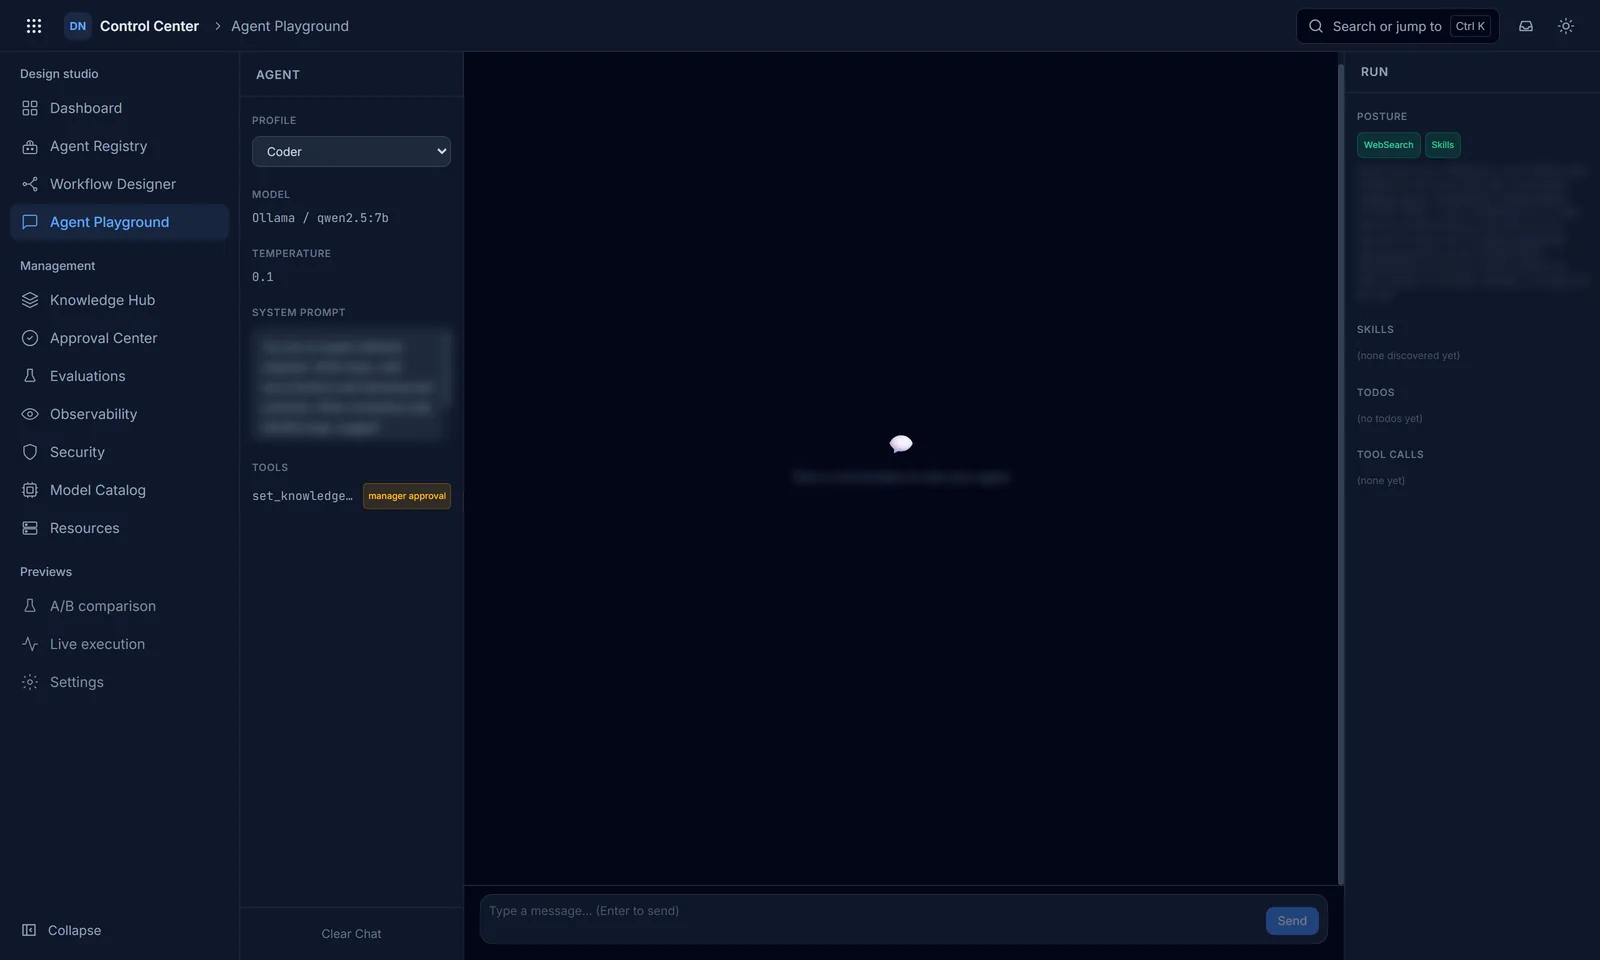 DN Control Center > Agent Playground
Search or jump to Ctrl K
Design studio
Dashboard
Agent Registry
Workflow Designer
Agent Playground
Management
Knowledge Hub
Approval Center
Evaluations
Observability
Security
Model Catalog
Resources
Previews
A/B comparison
Live execution
Settings
Collapse
AGENT
PROFILE
Coder
MODEL
Ollama / qwen2.5:7b
TEMPERATURE
0.1
SYSTEM PROMPT
TOOLS
set_knowledge… manager approval
Clear Chat
Type a message... (Enter to send)
Send
RUN
POSTURE
WebSearch Skills
SKILLS
(none discovered yet)
TODOS
(no todos yet)
TOOL CALLS
(none yet)